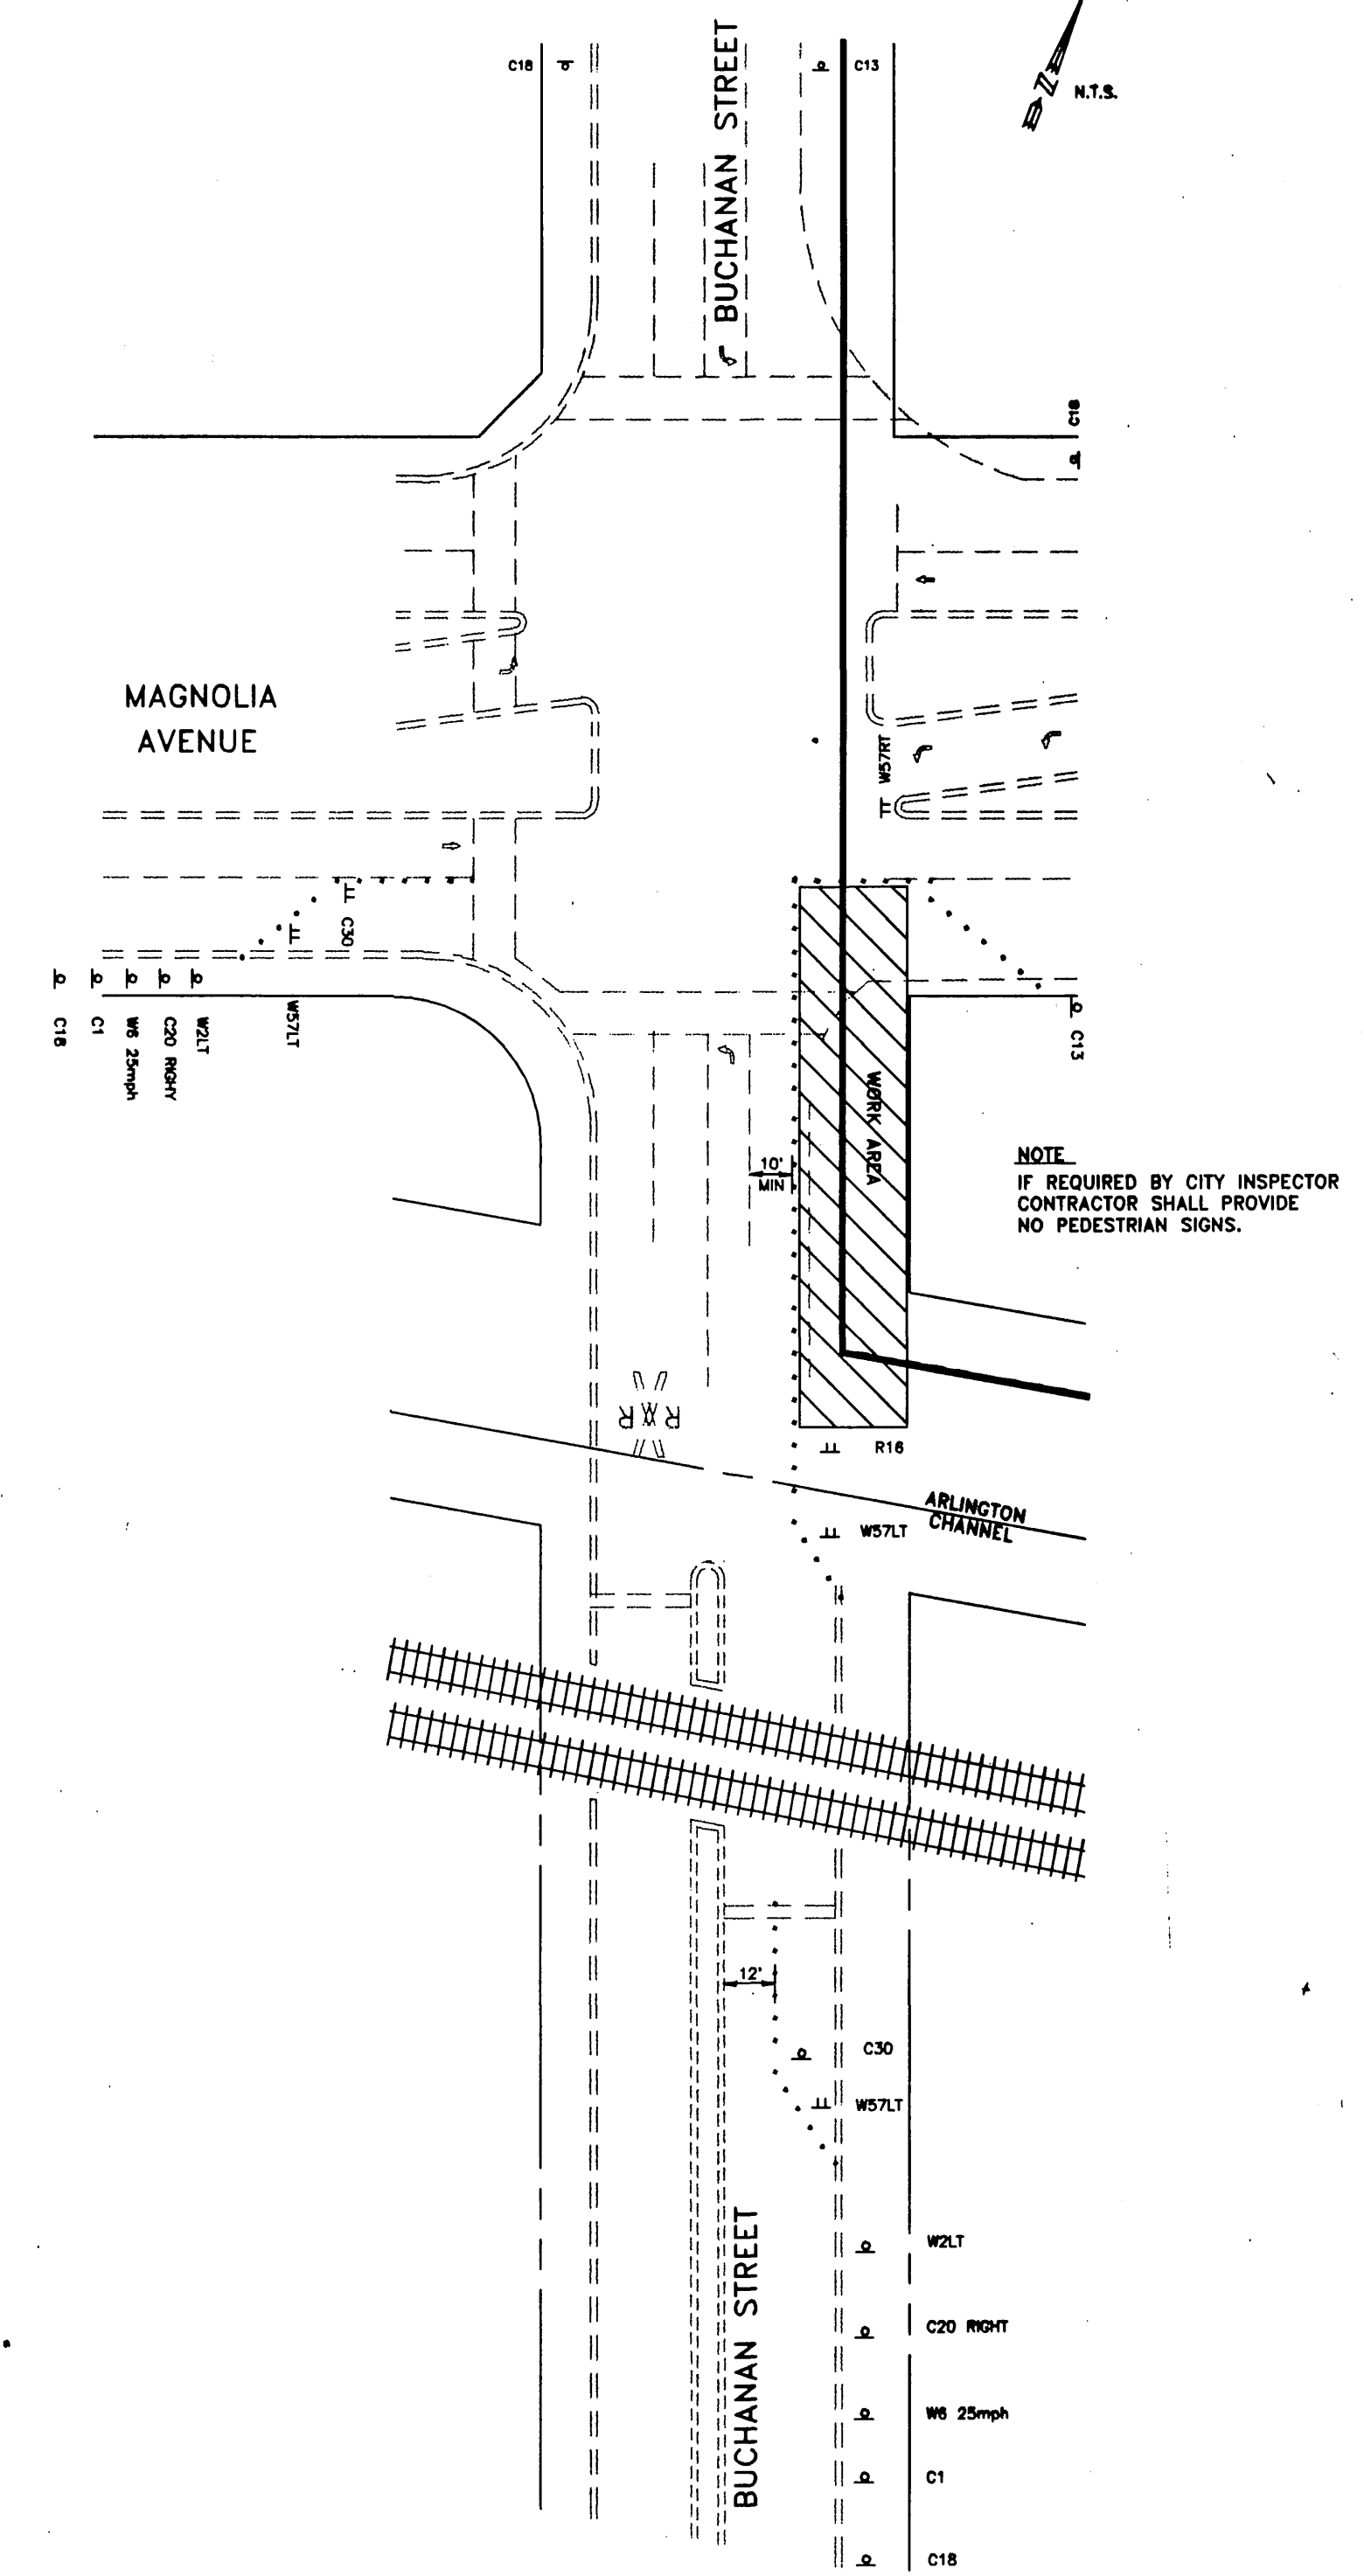 BUCHANAN STREET
C18
C13
N.T.S.
C18
MAGNOLIA
AVENUE
W57RT
C30
C18
C1
W6 25mph
C20 RIGHY
W2LT
W57LT
C13
WORK AREA
10'
MIN
NOTE
IF REQUIRED BY CITY INSPECTOR
CONTRACTOR SHALL PROVIDE
NO PEDESTRIAN SIGNS.
R R
R16
ARLINGTON
CHANNEL
W57LT
12'
C30
W57LT
BUCHANAN STREET
W2LT
C20 RIGHT
W6 25mph
C1
C18